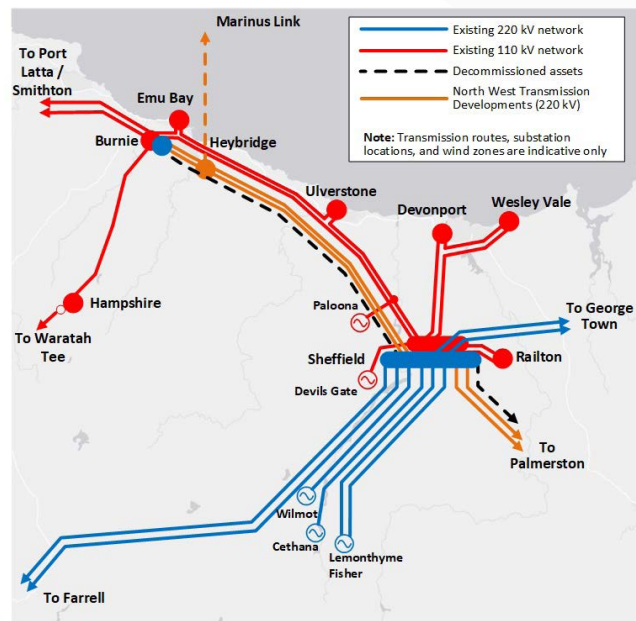 Marinus Link
Existing 220 kV network
Existing 110 kV network
Decommissioned assets
North West Transmission
Developments (220 kV)
Note: Transmission routes, substation
locations, and wind zones are indicative only
To Port
Latta /
Smithton
Emu Bay
Burnie
Heybridge
Ulverstone
Devonport
Wesley Vale
Hampshire
To Waratah
Tee
Paloona
To George
Town
Sheffield
Railton
Devils Gate
To
Palmerston
Wilmot
Cethana
Lemonthyme
Fisher
To Farrell